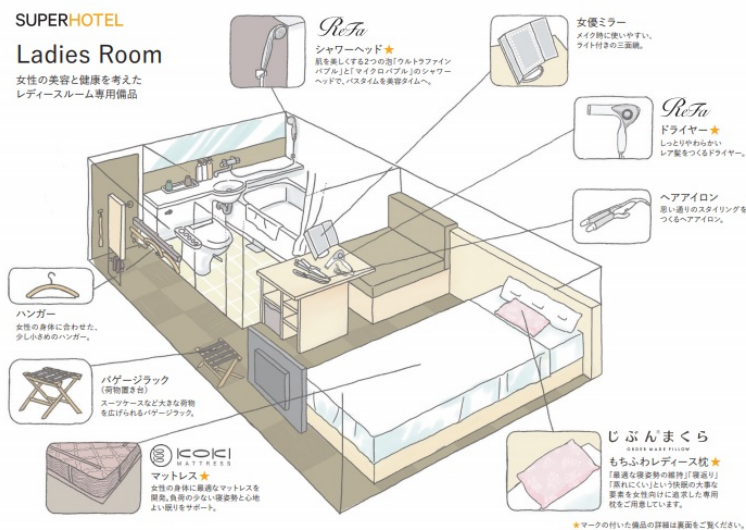 SUPERHOTEL
Ladies Room
女性の美容と健康を考えた
レディースルーム専用備品
ReFa
シャワーヘッド★
肌を美しくする2つの泡「ウルトラファイン
バブル」と「マイクロバブル」のシャワー
ヘッドで、バスタイムを美容タイムへ。
女優ミラー
メイク時に使いやすい、
ライト付きの三面鏡。
ReFa
ドライヤー★
しっとりやわらかい
レア髪をつくるドライヤー。
ヘアアイロン
思い通りのスタイリングを
つくるヘアアイロン。
ハンガー
女性の身体に合わせた、
少し小さめのハンガー。
バゲージラック
(荷物置き台)
スーツケースなど大きな荷物
を広げられるバゲージラック。
KOKI
MATTRESS
マットレス★
女性の身体に最適なマットレスを
開発。負荷の少ない寝姿勢と心地
よい眠りをサポート。
じぶんまくら
ORDER MADE PILLOW
もちふわレディース枕★
「最適な寝姿勢の維持」「寝返り」
「蒸れにくい」という快眠の大事な
要素を女性向けに追求した専用
枕をご用意しています。
★マークの付いた備品の詳細は裏面をご覧ください。